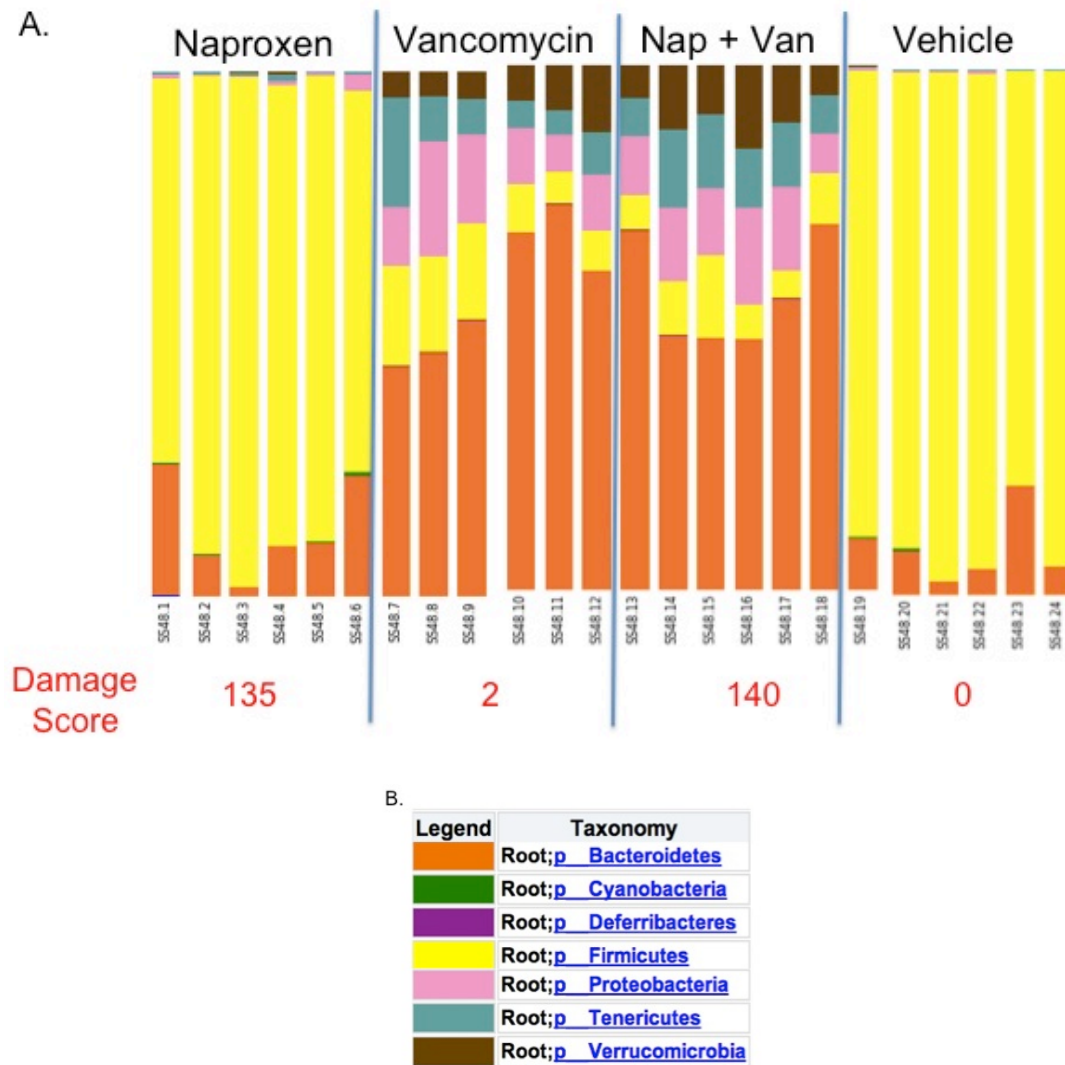 A.
Naproxen Vancomycin Nap + Van Vehicle
SS48.1 SS48.2 SS48.3 SS48.4 SS48.5 SS48.6 SS48.7 SS48.8 SS48.9 SS48.10 SS48.11 SS48.12 SS48.13 SS48.14 SS48.15 SS48.16 SS48.17 SS48.18 SS48.19 SS48.20 SS48.21 SS48.22 SS48.23 SS48.24
Damage
Score
135 2 140 0
B.
Legend Taxonomy
Root;p__Bacteroidetes
Root;p__Cyanobacteria
Root;p__Deferribacteres
Root;p__Firmicutes
Root;p__Proteobacteria
Root;p__Tenericutes
Root;p__Verrucomicrobia